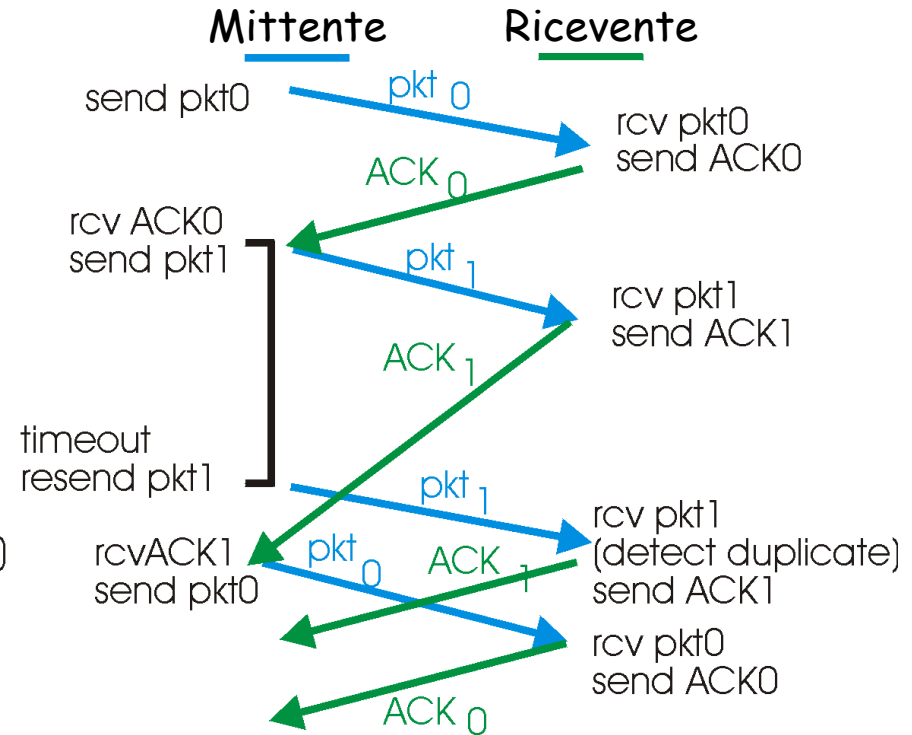 Mittente Ricevente
send pkt0
pkt 0
rcv pkt0
send ACK0
ACK 0
rcv ACK0
send pkt1
pkt 1
rcv pkt1
send ACK1
ACK 1
timeout
resend pkt1
pkt 1
rcv pkt1
(detect duplicate)
send ACK1
0
rcvACK1
send pkt0
pkt 0
ACK 1
rcv pkt0
send ACK0
ACK 0